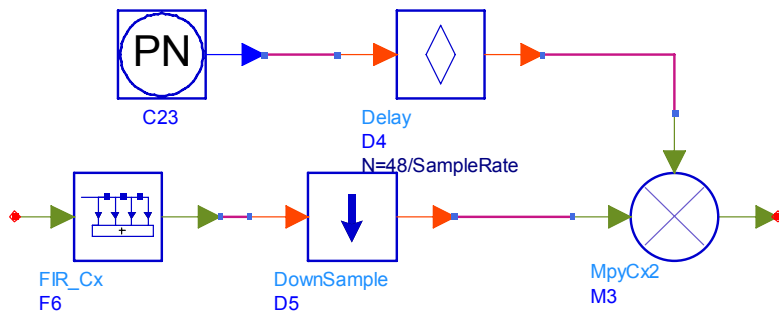 PN
C23
Delay
D4
N=48/SampleRate
FIR_Cx
F6
DownSample
D5
MpyCx2
M3